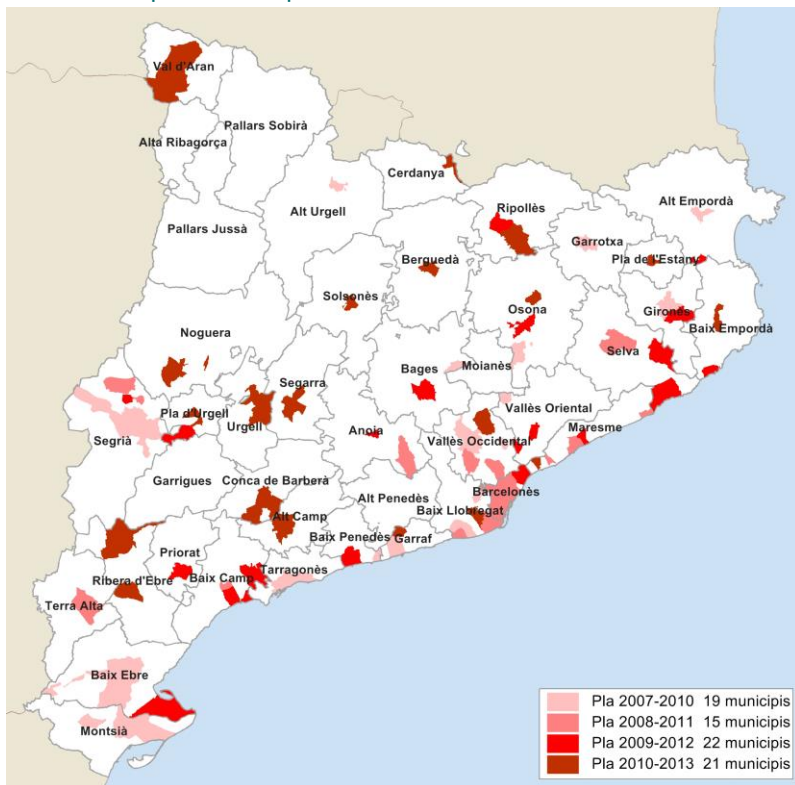 Val d'Aran
Pallars Sobirà
Alta Ribagorça
Cerdanya
Alt Urgell
Ripollès
Alt Empordà
Pallars Jussà
Garrotxa
Berguedà
Pla de l'Estany
Solsonès
Osona
Gironès
Noguera
Baix Empordà
Selva
Bages
Moianès
Segarra
Pla d'Urgell
Urgell
Vallès Oriental
Segrià
Anoia
Vallès Occidental
Maresme
Garrigues
Conca de Barberà
Alt Penedès
Barcelonès
Alt Camp
Baix Llobregat
Baix Penedès
Garraf
Priorat
Tarragonès
Ribera d'Ebre
Baix Camp
Terra Alta
Baix Ebre
Montsià
Pla 2007-2010 19 municipis
Pla 2008-2011 15 municipis
Pla 2009-2012 22 municipis
Pla 2010-2013 21 municipis